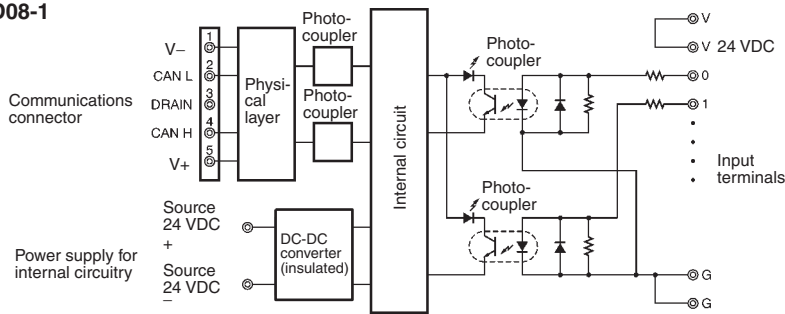 D08-1
Communications
connector
1
V–
2
CAN L
3
DRAIN
4
CAN H
5
V+
Physi-
cal
layer
Photo-
coupler
Photo-
coupler
Power supply for
internal circuitry
Source
24 VDC
+
Source
24 VDC
–
DC-DC
converter
(insulated)
Internal circuit
Photo-
coupler
Photo-
coupler
V
V 24 VDC
0
1
Input
terminals
G
G